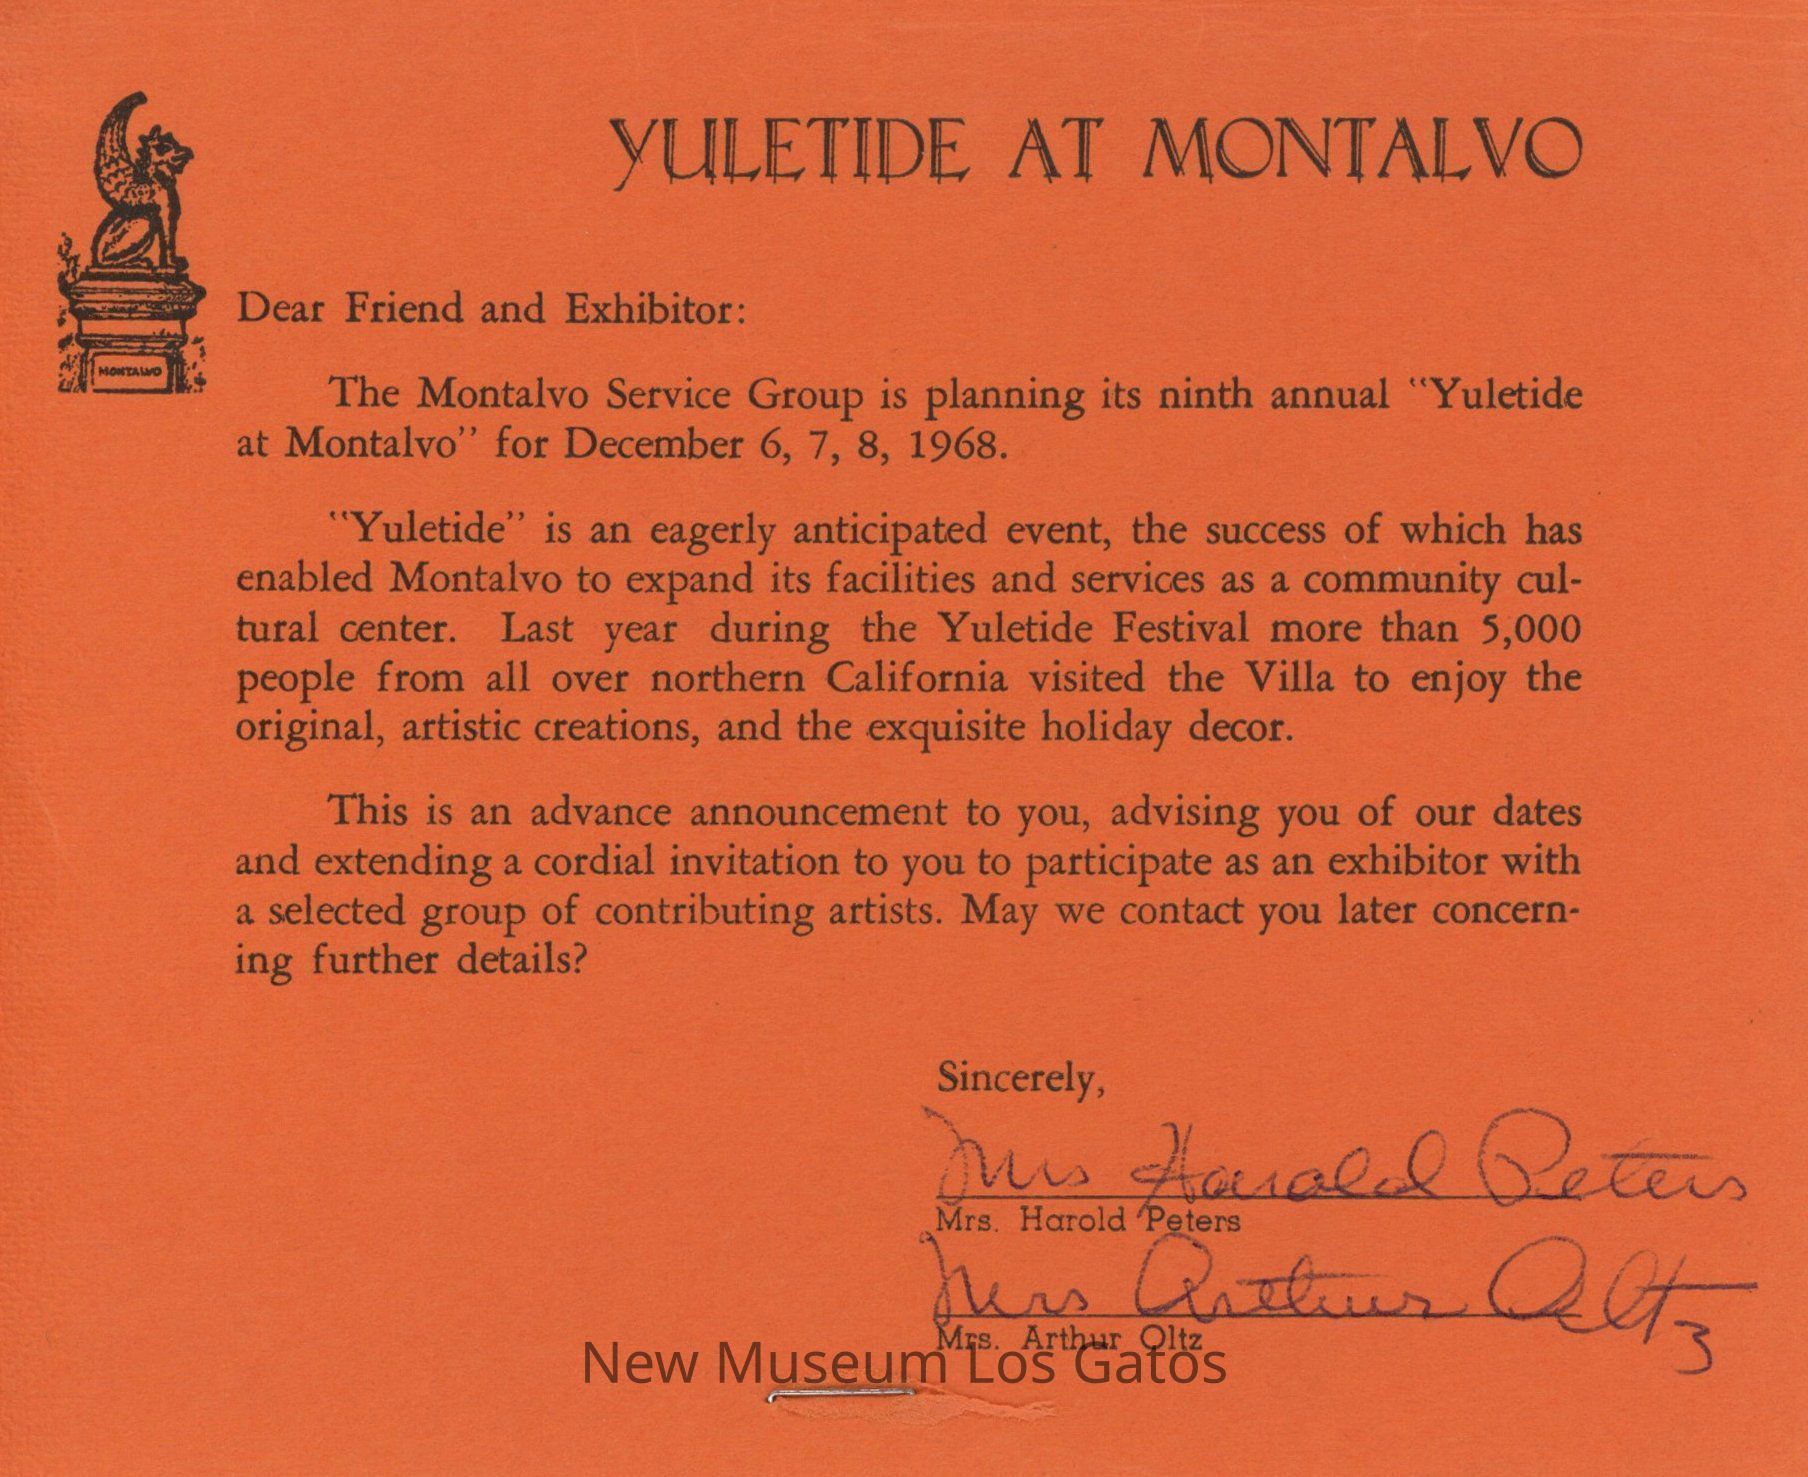 YULETIDE AT MONTALVO
MONTALVO
Dear Friend and Exhibitor:
The Montalvo Service Group is planning its ninth annual "Yuletide
at Montalvo" for December 6, 7, 8, 1968.
"Yuletide" is an eagerly anticipated event, the success of which has
enabled Montalvo to expand its facilities and services as a community cul-
tural center. Last year during the Yuletide Festival more than 5,000
people from all over northern California visited the Villa to enjoy the
original, artistic creations, and the exquisite holiday decor.
This is an advance announcement to you, advising you of our dates
and extending a cordial invitation to you to participate as an exhibitor with
a selected group of contributing artists. May we contact you later concern-
ing further details?
Sincerely,
Mrs Harold Peters
Mrs. Harold Peters
Mrs Arthur Oltz
Mrs. Arthur Oltz
New Museum Los Gatos